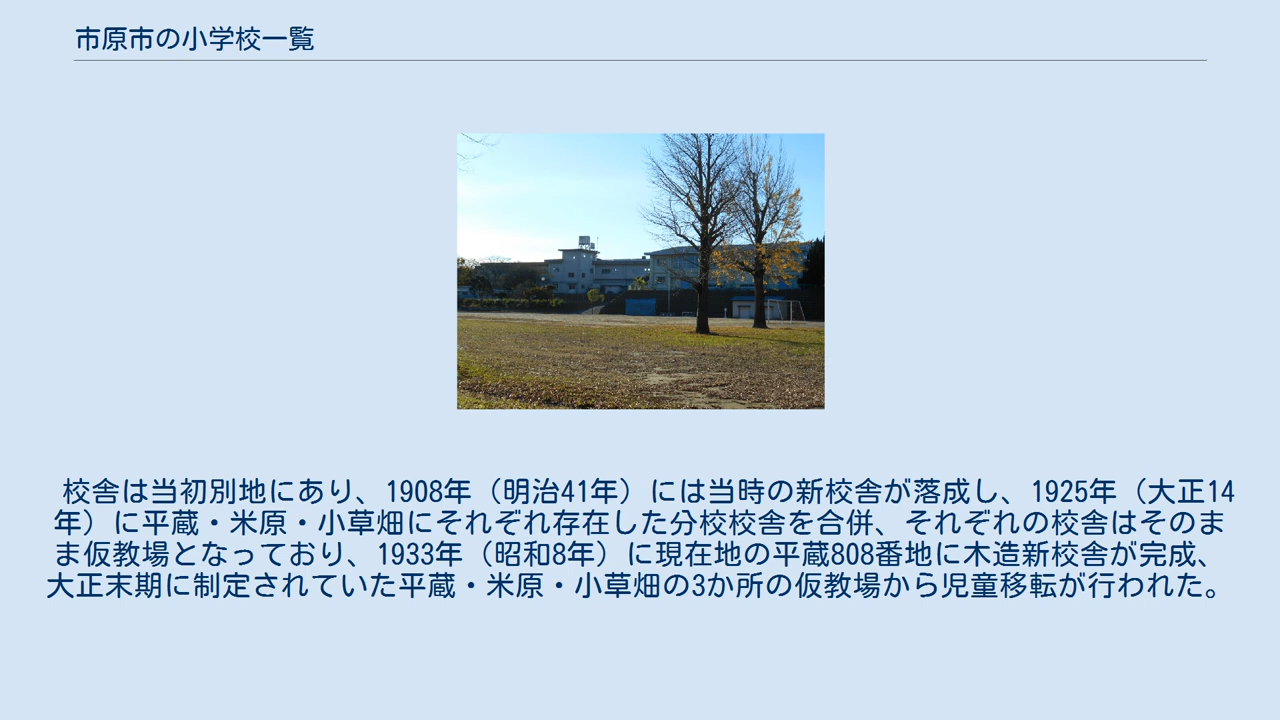 市原市の小学校一覧
校舎は当初別地にあり、1908年（明治41年）には当時の新校舎が落成し、1925年（大正14
年）に平蔵・米原・小草畑にそれぞれ存在した分校校舎を合併、それぞれの校舎はそのま
ま仮教場となっており、1933年（昭和8年）に現在地の平蔵808番地に木造新校舎が完成、
大正末期に制定されていた平蔵・米原・小草畑の3か所の仮教場から児童移転が行われた。